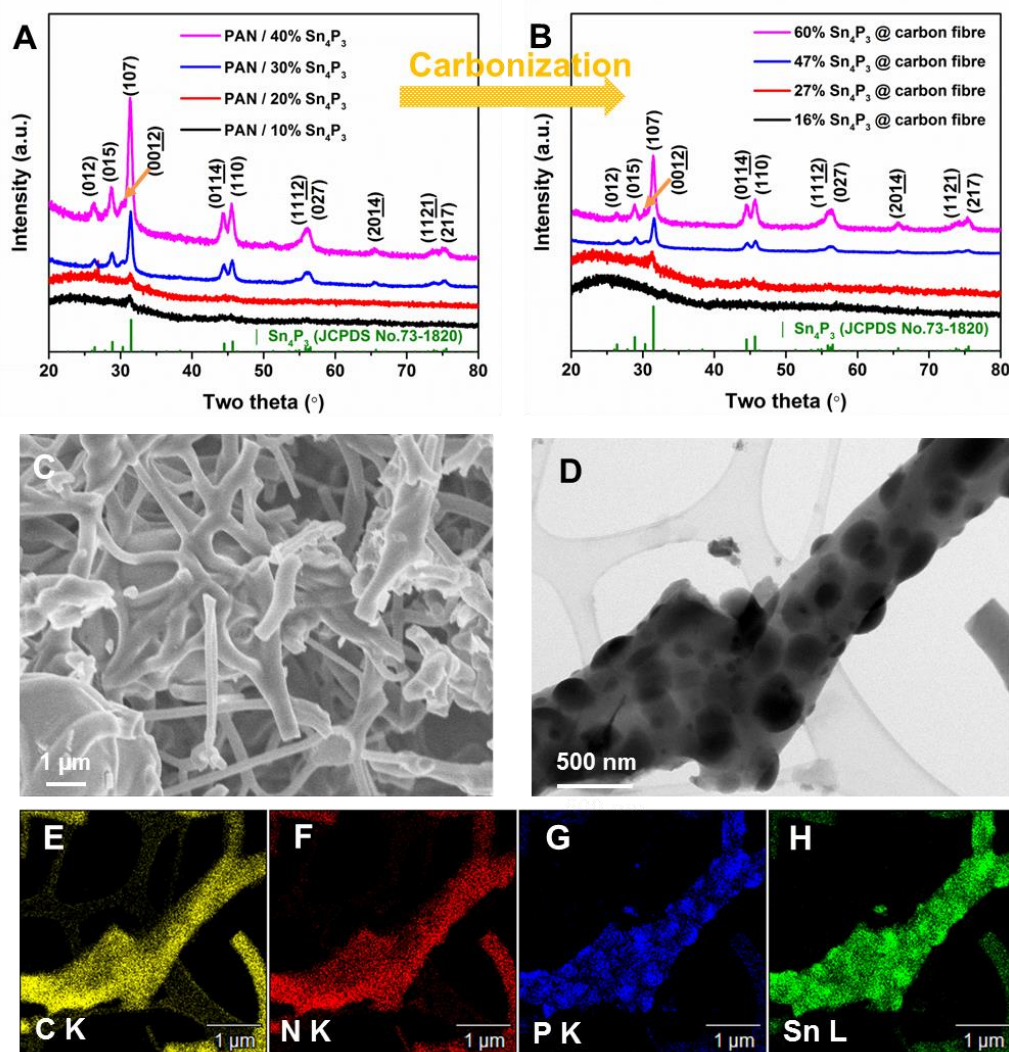 A
PAN / 40% Sn₄P₃
PAN / 30% Sn₄P₃
PAN / 20% Sn₄P₃
PAN / 10% Sn₄P₃
(012)
(015)
(107)
(0012)
(0114)
(110)
(1112)
(027)
(2014)
(1121)
(217)
Sn₄P₃ (JCPDS No.73-1820)
Intensity (a.u.)
20 30 40 50 60 70 80
Two theta (°)
Carbonization
B
60% Sn₄P₃ @ carbon fibre
47% Sn₄P₃ @ carbon fibre
27% Sn₄P₃ @ carbon fibre
16% Sn₄P₃ @ carbon fibre
(012)
(015)
(107)
(0012)
(0114)
(110)
(1112)
(027)
(2014)
(1121)
(217)
Sn₄P₃ (JCPDS No.73-1820)
Intensity (a.u.)
20 30 40 50 60 70 80
Two theta (°)
C
1 µm
D
500 nm
E
C K
1 µm
F
N K
1 µm
G
P K
1 µm
H
Sn L
1 µm